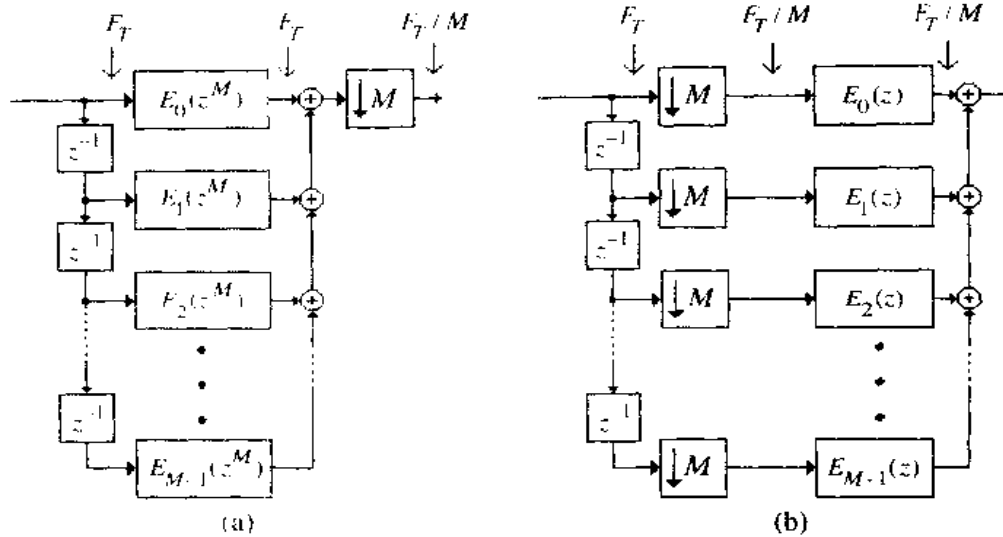 F_T F_T F_T / M
E_0(z^M) ↓ M
z^{-1}
E_1(z^M)
z^{-1}
E_2(z^M)
z^{-1}
E_{M-1}(z^M)
(a)
F_T F_T / M F_T / M
↓ M E_0(z)
z^{-1}
↓ M E_1(z)
z^{-1}
↓ M E_2(z)
z^{-1}
↓ M E_{M-1}(z)
(b)